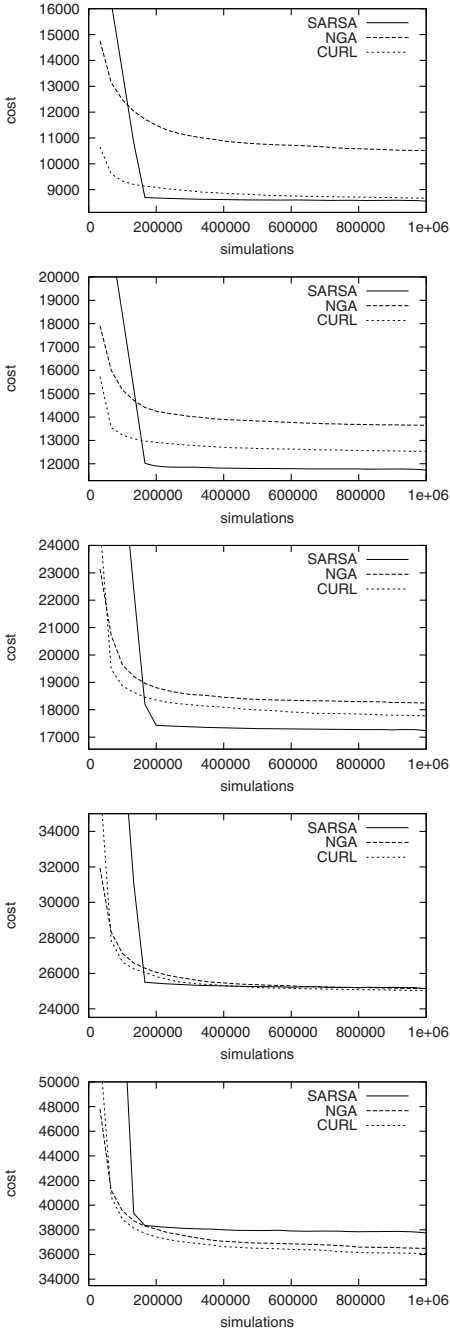 16000
15000
14000
13000
12000
11000
10000
9000
cost
SARSA
NGA
CURL
0 200000 400000 600000 800000 1e+06
simulations
20000
19000
18000
17000
16000
15000
14000
13000
12000
cost
SARSA
NGA
CURL
0 200000 400000 600000 800000 1e+06
simulations
24000
23000
22000
21000
20000
19000
18000
17000
cost
SARSA
NGA
CURL
0 200000 400000 600000 800000 1e+06
simulations
34000
32000
30000
28000
26000
24000
cost
SARSA
NGA
CURL
0 200000 400000 600000 800000 1e+06
simulations
50000
48000
46000
44000
42000
40000
38000
36000
34000
cost
SARSA
NGA
CURL
0 200000 400000 600000 800000 1e+06
simulations